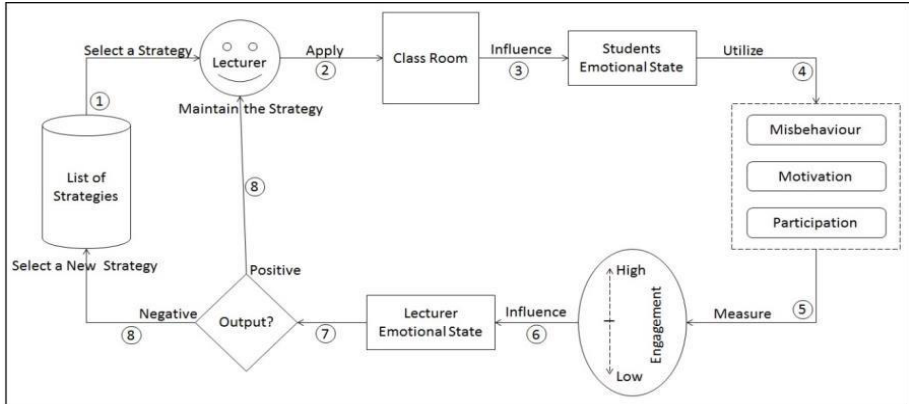 Select a Strategy
Lecturer
Apply
Class Room
Influence
Students
Emotional State
Utilize
①
②
③
④
Maintain the Strategy
List of
Strategies
Misbehaviour
Motivation
Participation
⑧
Select a New Strategy
Positive
Negative
Output?
⑧
⑦
Lecturer
Emotional State
Influence
⑥
High
Engagement
Low
Measure
⑤